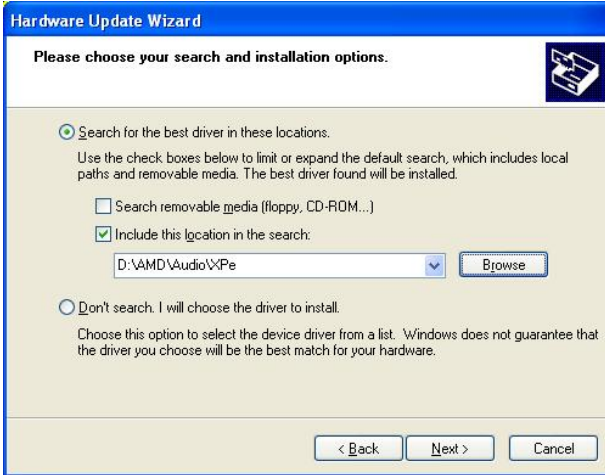 Hardware Update Wizard
Please choose your search and installation options.
Search for the best driver in these locations.
Use the check boxes below to limit or expand the default search, which includes local
paths and removable media. The best driver found will be installed.
Search removable media (floppy, CD-ROM...)
Include this location in the search:
D:\AMD\Audio\XPe
Browse
Don't search. I will choose the driver to install.
Choose this option to select the device driver from a list. Windows does not guarantee that
the driver you choose will be the best match for your hardware.
< Back Next > Cancel